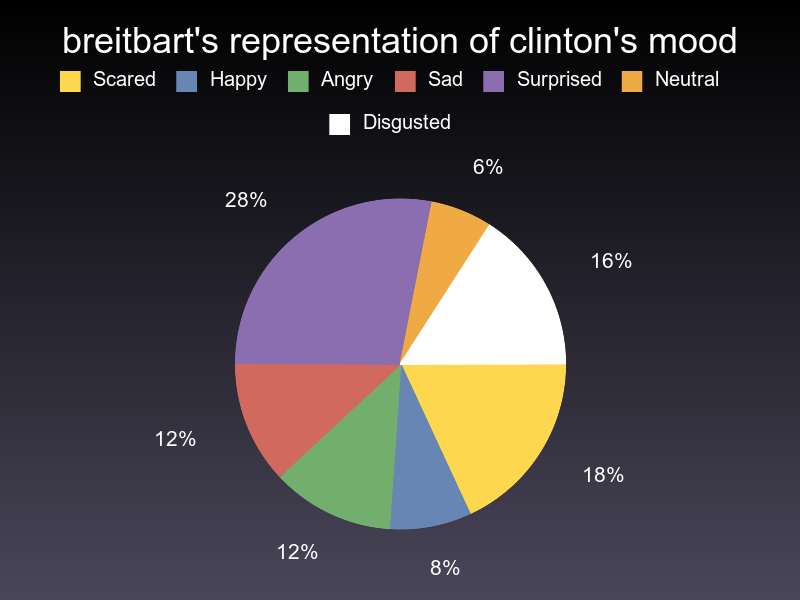 breitbart's representation of clinton's mood
Scared Happy Angry Sad Surprised Neutral
Disgusted
6%
28%
16%
12%
18%
12%
8%